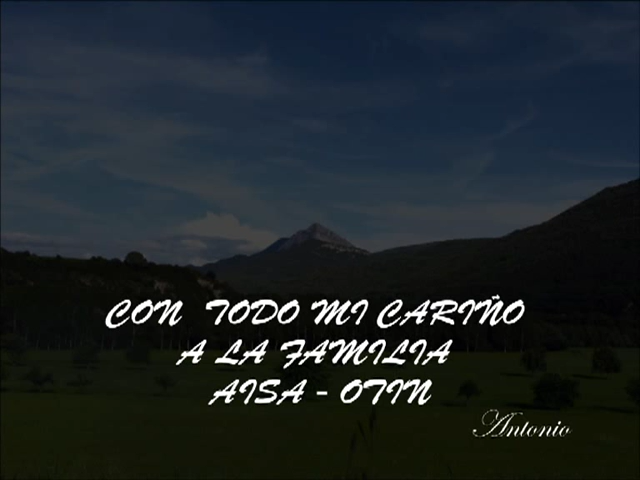 CON TODO MI CARIÑO
A LA FAMILIA
AISA - OTIN
Antonio